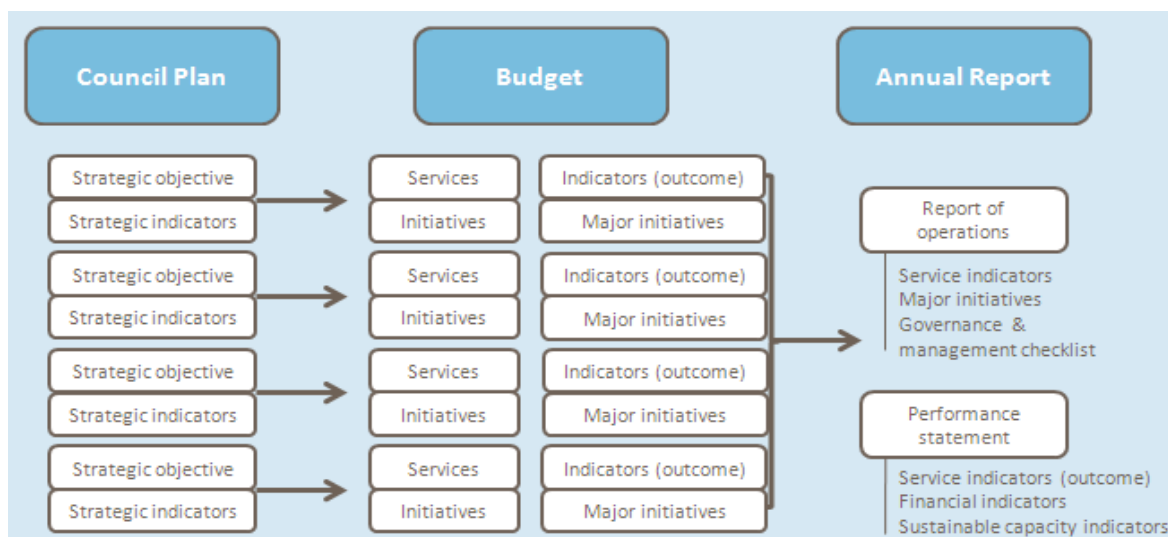 Council Plan
Budget
Annual Report
Strategic objective
Strategic indicators
Services
Initiatives
Indicators (outcome)
Major initiatives
Strategic objective
Strategic indicators
Services
Initiatives
Indicators (outcome)
Major initiatives
Strategic objective
Strategic indicators
Services
Initiatives
Indicators (outcome)
Major initiatives
Strategic objective
Strategic indicators
Services
Initiatives
Indicators (outcome)
Major initiatives
Report of
operations
Service indicators
Major initiatives
Governance &
management checklist
Performance
statement
Service indicators (outcome)
Financial indicators
Sustainable capacity indicators